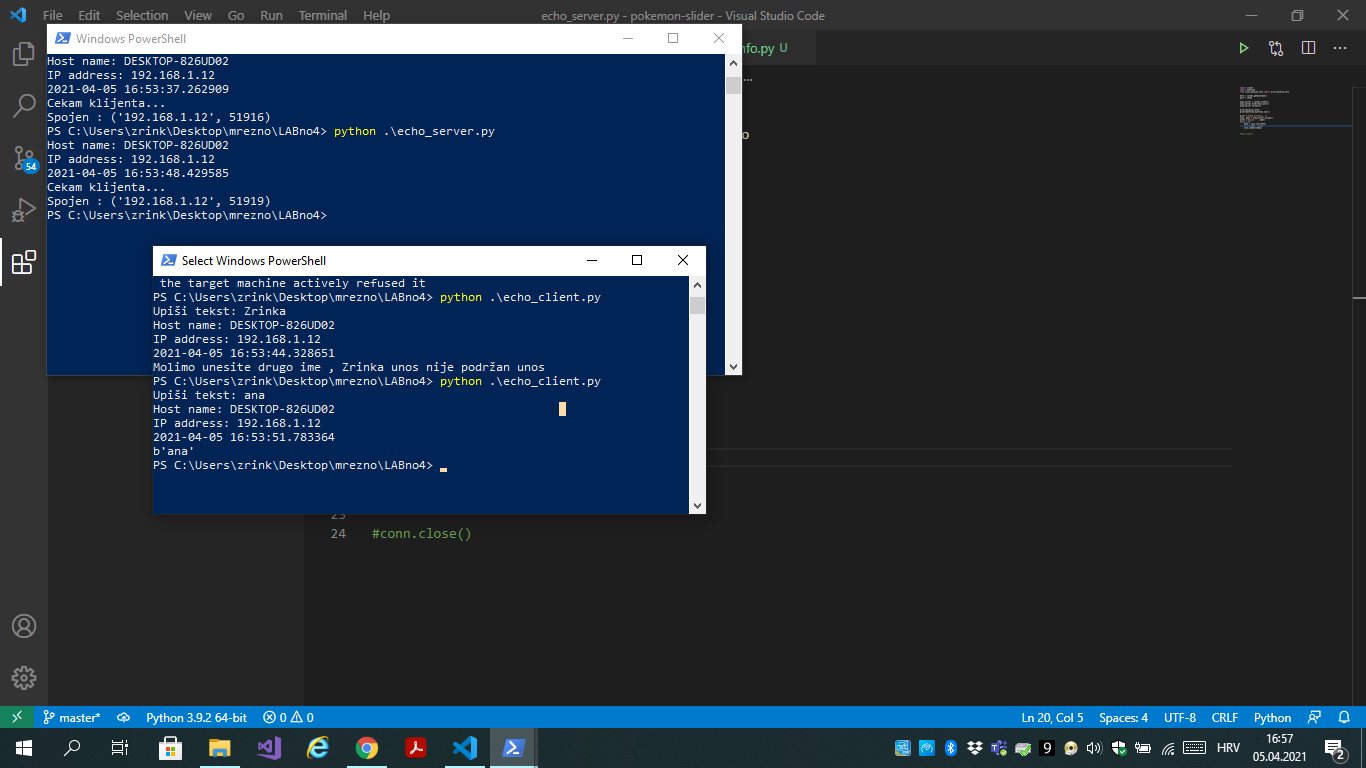 File Edit Selection View Go Run Terminal Help echo_server.py - pokemon-slider - Visual Studio Code
Windows PowerShell
nfo.py U
Host name: DESKTOP-826UD02
IP address: 192.168.1.12
2021-04-05 16:53:37.262909
Cekam klijenta...
Spojen : ('192.168.1.12', 51916)
PS C:\Users\zrink\Desktop\mrezno\LABno4> python .\echo_server.py
Host name: DESKTOP-826UD02
IP address: 192.168.1.12
2021-04-05 16:53:48.429585
Cekam klijenta...
Spojen : ('192.168.1.12', 51919)
PS C:\Users\zrink\Desktop\mrezno\LABno4>
...
o
54
Select Windows PowerShell
the target machine actively refused it
PS C:\Users\zrink\Desktop\mrezno\LABno4> python .\echo_client.py
Upiši tekst: Zrinka
Host name: DESKTOP-826UD02
IP address: 192.168.1.12
2021-04-05 16:53:44.328651
Molimo unesite drugo ime , Zrinka unos nije podržan unos
PS C:\Users\zrink\Desktop\mrezno\LABno4> python .\echo_client.py
Upiši tekst: ana
Host name: DESKTOP-826UD02
IP address: 192.168.1.12
2021-04-05 16:53:51.783364
b'ana'
PS C:\Users\zrink\Desktop\mrezno\LABno4>
23
24 #conn.close()
master* Python 3.9.2 64-bit 0 0 Ln 20, Col 5 Spaces: 4 UTF-8 CRLF Python
9 HRV 16:57
05.04.2021 2